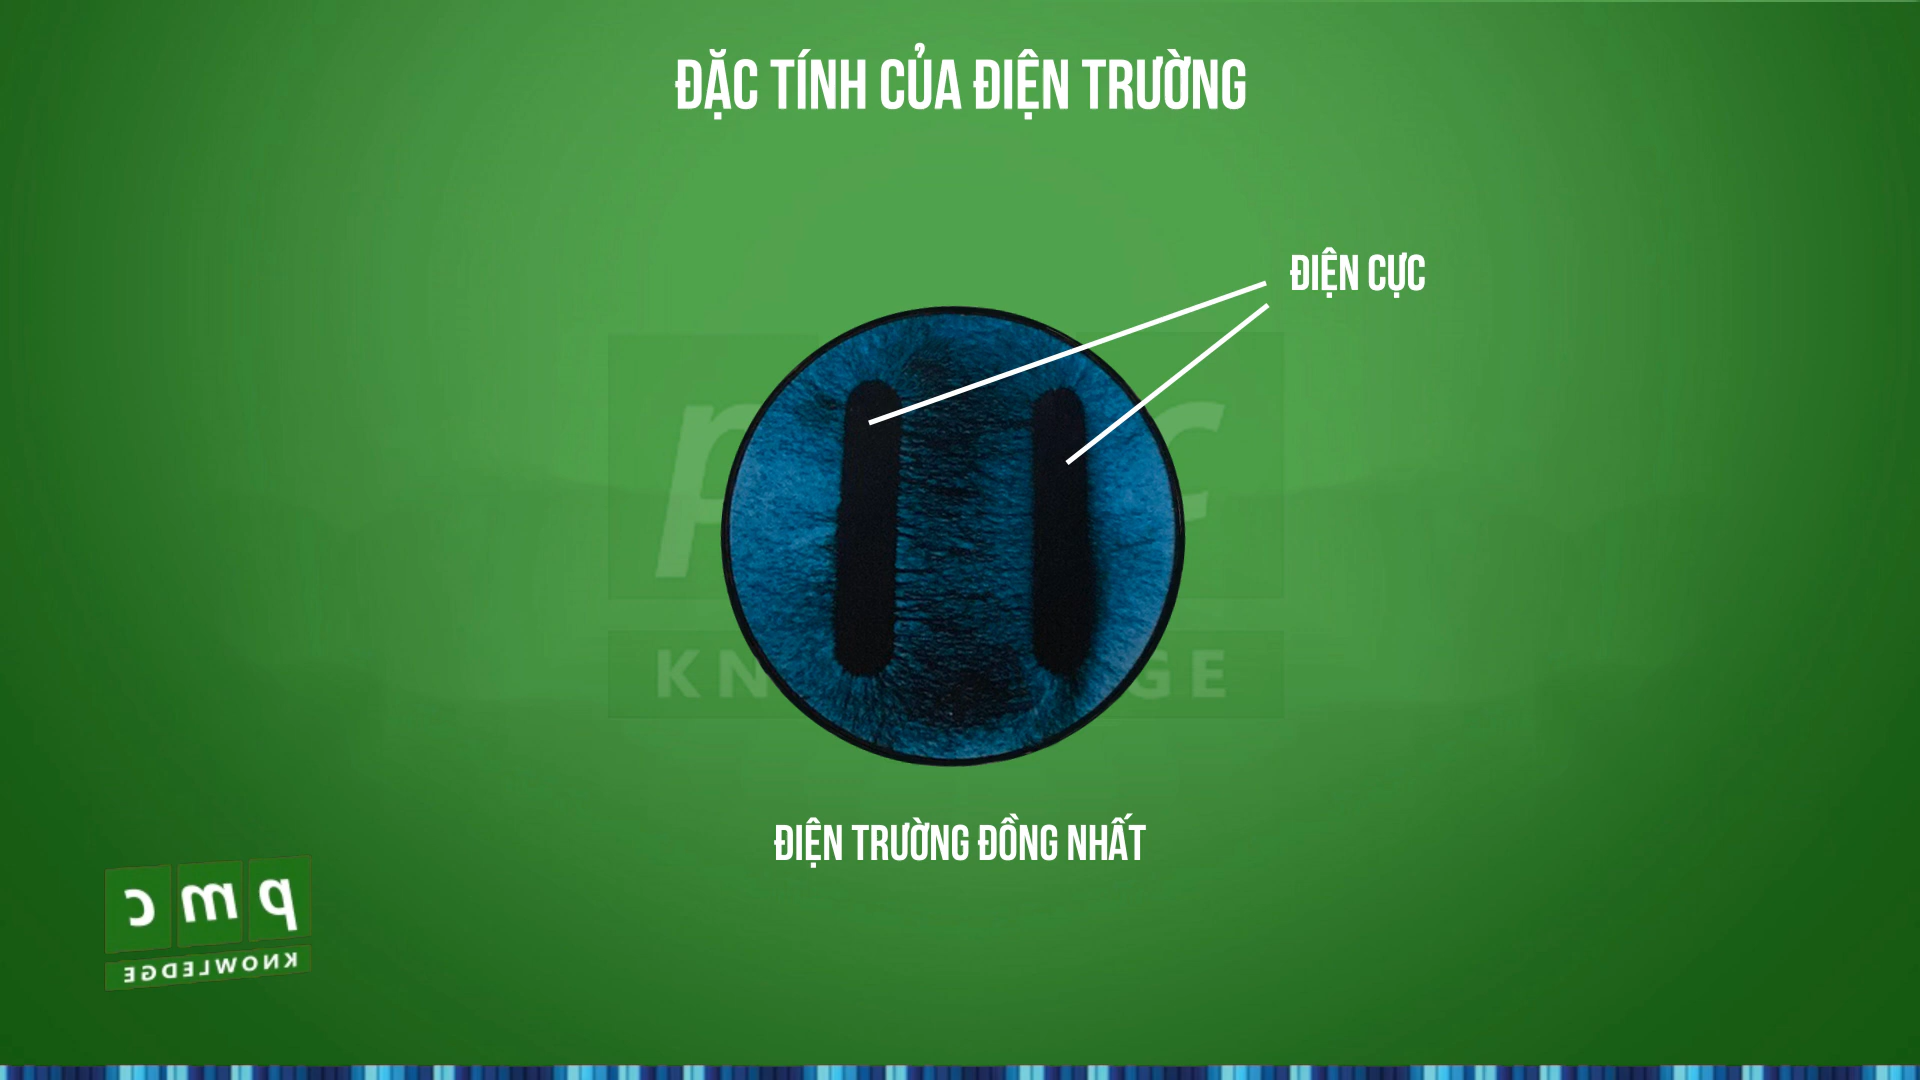 ĐẶC TÍNH CỦA ĐIỆN TRƯỜNG
ĐIỆN CỰC
ĐIỆN TRƯỜNG ĐỒNG NHẤT
pmc
KNOWLEDGE